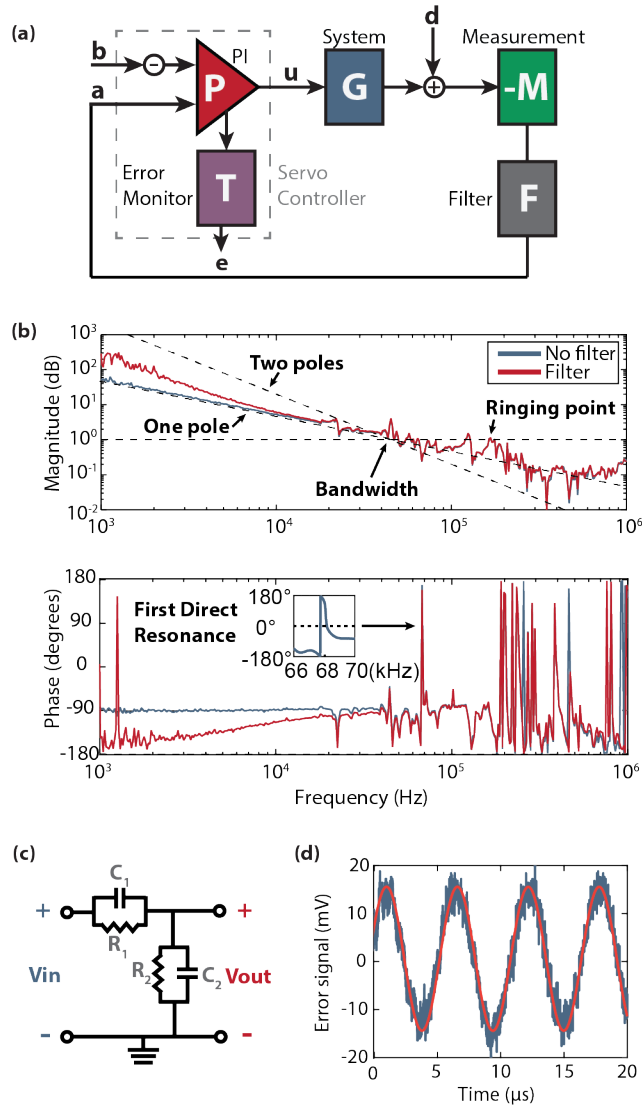 (a)
System
d
Measurement
b
-
PI
P
u
G
+
-M
a
Error
Monitor
T
Servo
Controller
Filter
F
e
(b)
10³
10²
10¹
10⁰
10⁻¹
10⁻²
Magnitude (dB)
Two poles
No filter
Filter
One pole
Ringing point
Bandwidth
10³ 10⁴ 10⁵ 10⁶
180
90
0
-90
-180
Phase (degrees)
First Direct
Resonance
180°
0°
-180°
66 68 70(kHz)
10³ 10⁴ 10⁵ 10⁶
Frequency (Hz)
(c)
C₁
+ +
R₁
R₂ C₂
Vin Vout
- -
(d)
20
10
0
-10
-20
Error signal (mV)
0 5 10 15 20
Time (μs)